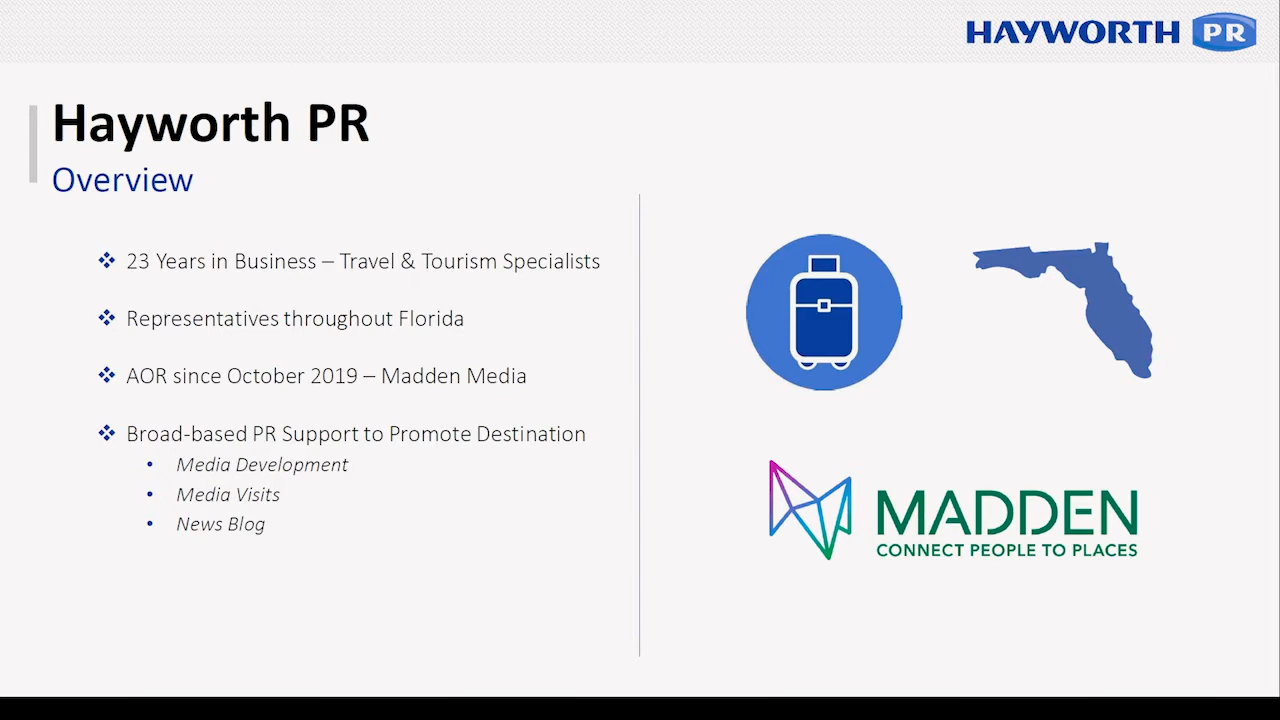 HAYWORTH PR
Hayworth PR
Overview
23 Years in Business – Travel & Tourism Specialists
Representatives throughout Florida
AOR since October 2019 – Madden Media
Broad-based PR Support to Promote Destination
Media Development
Media Visits
News Blog
MADDEN
CONNECT PEOPLE TO PLACES